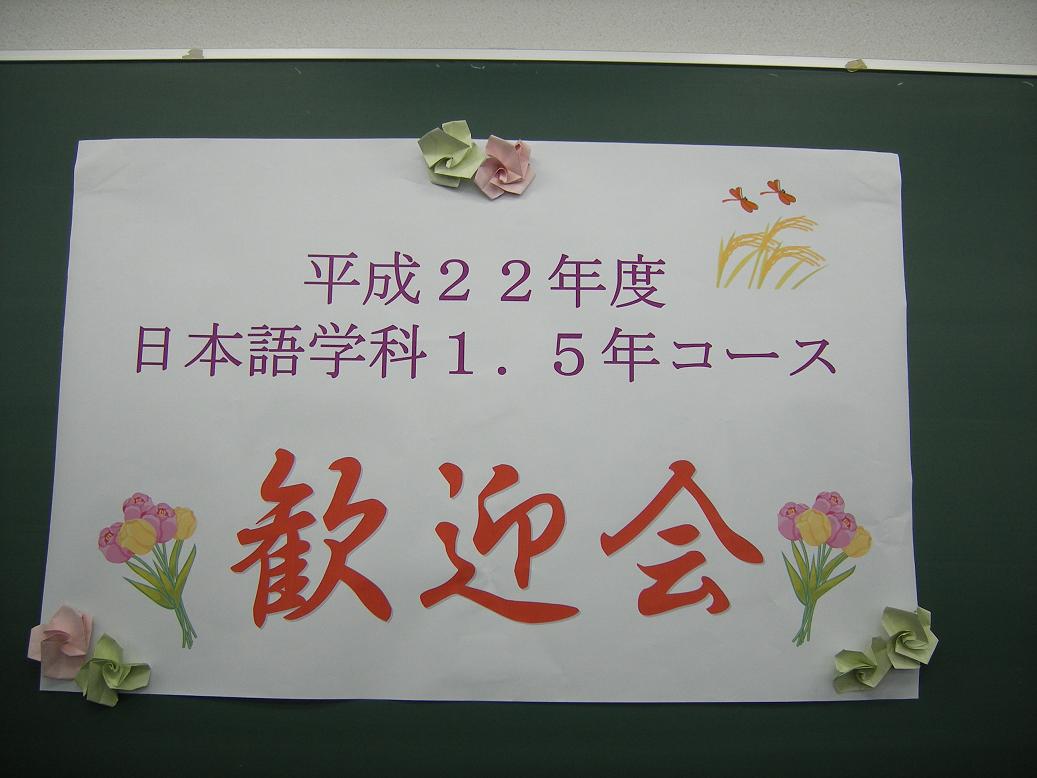 平成２２年度
日本語学科１．５年コース
歓迎会